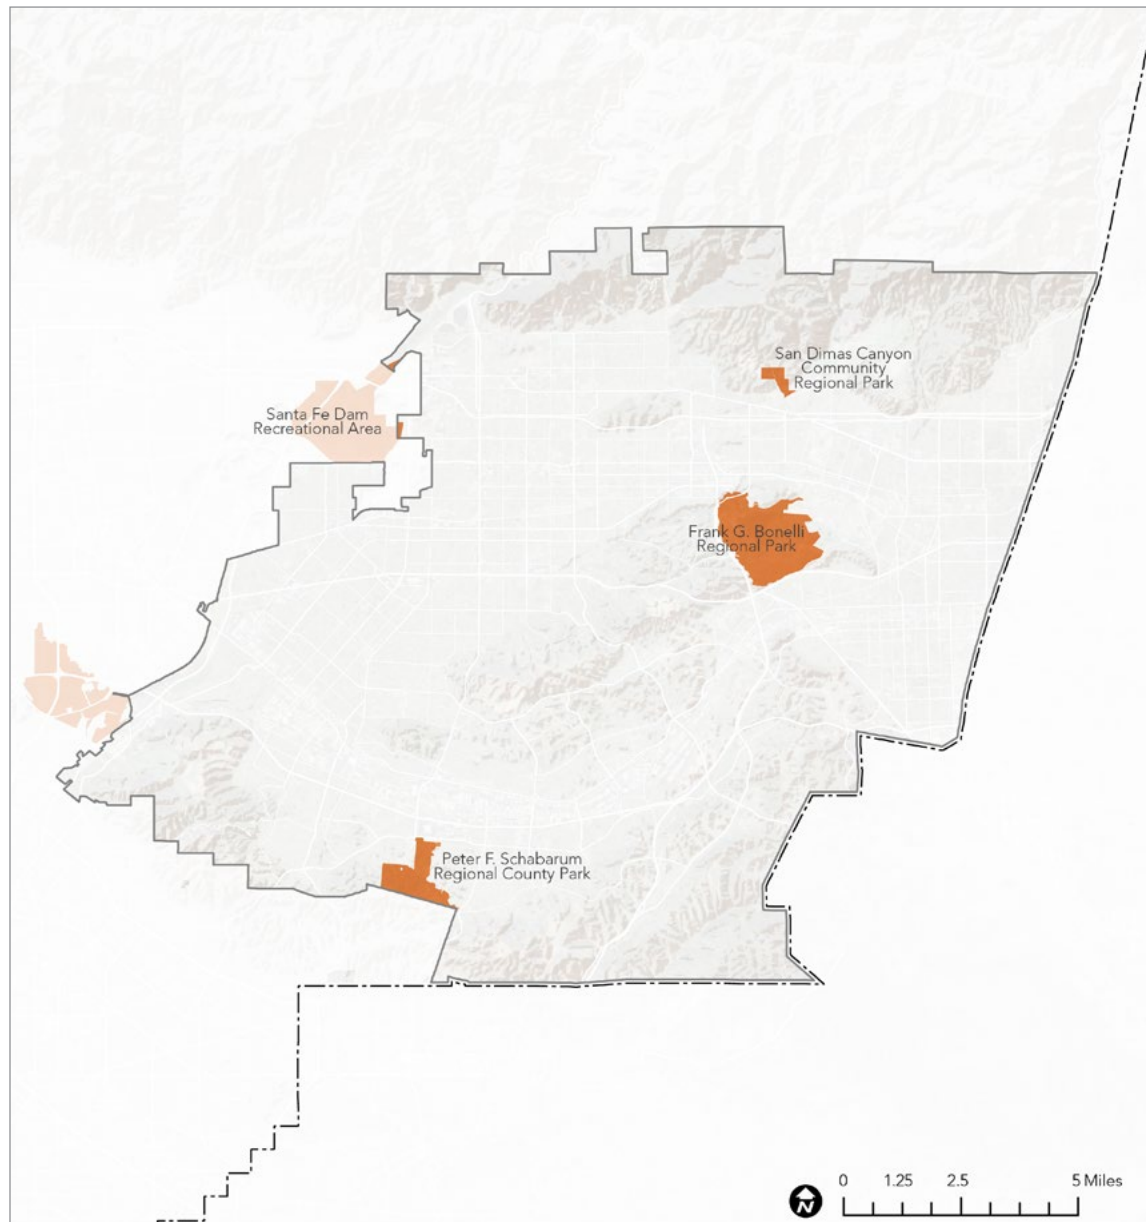 San Dimas Canyon
Community
Regional Park
Santa Fe Dam
Recreational Area
Frank G. Bonelli
Regional Park
Peter F. Schabarum
Regional County Park
N
0 1.25 2.5 5 Miles